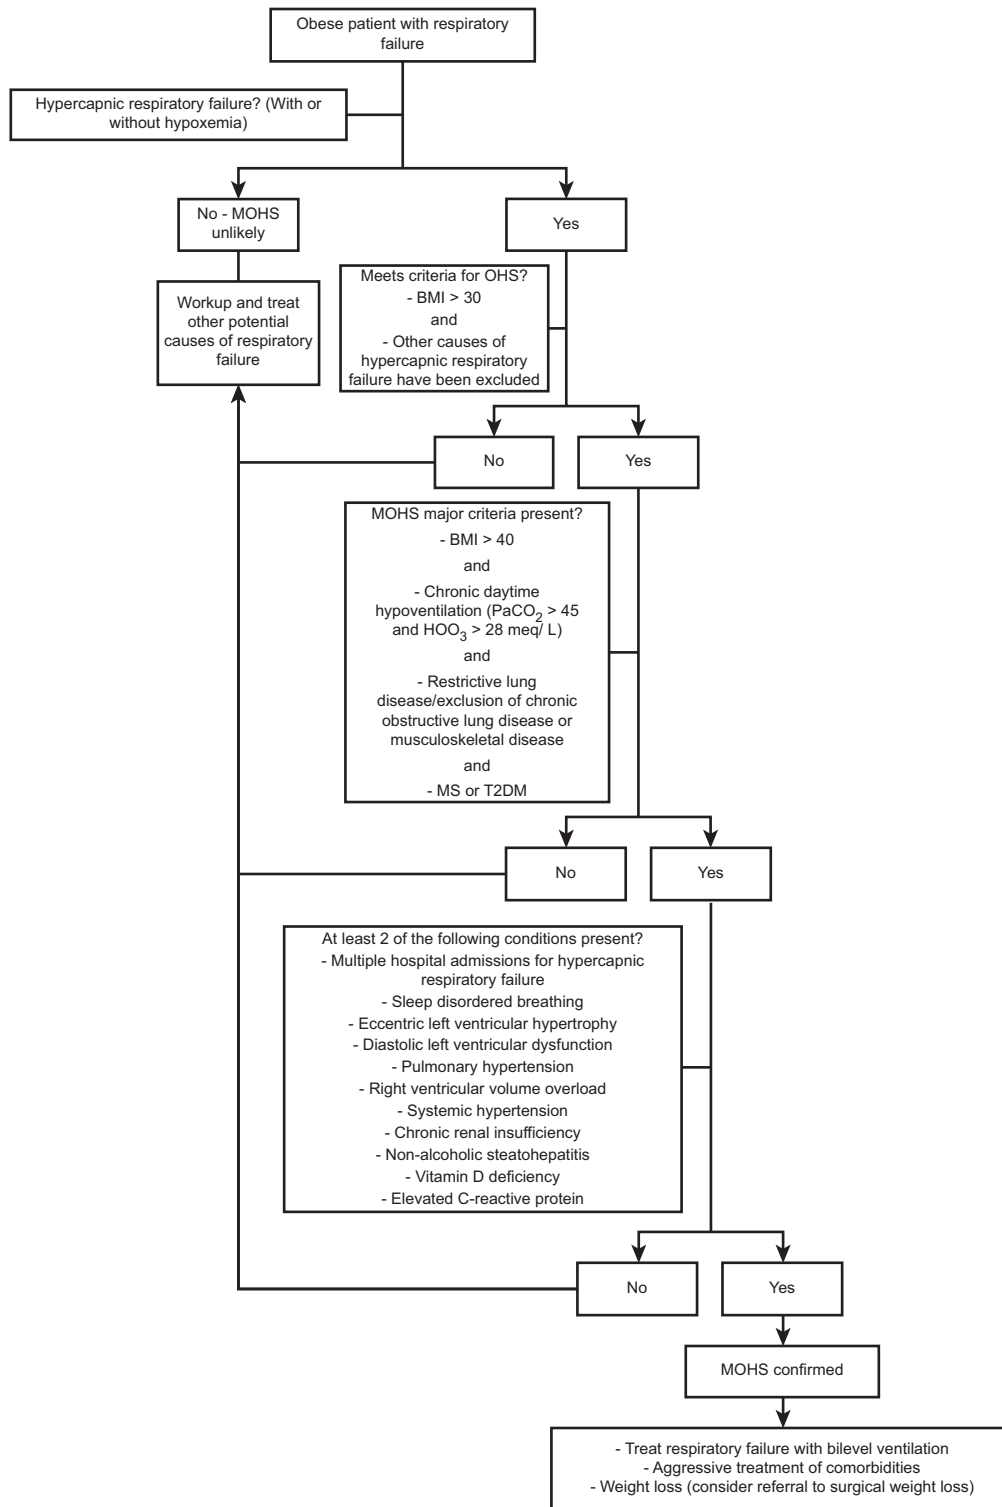 Obese patient with respiratory
failure
Hypercapnic respiratory failure? (With or
without hypoxemia)
No - MOHS
unlikely
Yes
Workup and treat
other potential
causes of respiratory
failure
Meets criteria for OHS?
- BMI > 30
and
- Other causes of
hypercapnic respiratory
failure have been excluded
No
Yes
MOHS major criteria present?
- BMI > 40
and
- Chronic daytime
hypoventilation (PaCO2 > 45
and HOO3 > 28 meq/ L)
and
- Restrictive lung
disease/exclusion of chronic
obstructive lung disease or
musculoskeletal disease
and
- MS or T2DM
No
Yes
At least 2 of the following conditions present?
- Multiple hospital admissions for hypercapnic
respiratory failure
- Sleep disordered breathing
- Eccentric left ventricular hypertrophy
- Diastolic left ventricular dysfunction
- Pulmonary hypertension
- Right ventricular volume overload
- Systemic hypertension
- Chronic renal insufficiency
- Non-alcoholic steatohepatitis
- Vitamin D deficiency
- Elevated C-reactive protein
No
Yes
MOHS confirmed
- Treat respiratory failure with bilevel ventilation
- Aggressive treatment of comorbidities
- Weight loss (consider referral to surgical weight loss)